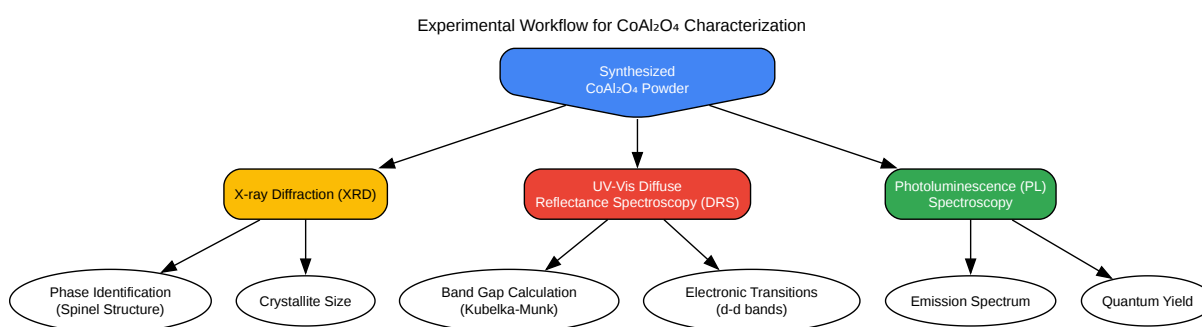 Experimental Workflow for CoAl₂O₄ Characterization
Synthesized
CoAl₂O₄ Powder
X-ray Diffraction (XRD)
UV-Vis Diffuse
Reflectance Spectroscopy (DRS)
Photoluminescence (PL)
Spectroscopy
Phase Identification
(Spinel Structure)
Crystallite Size
Band Gap Calculation
(Kubelka-Munk)
Electronic Transitions
(d-d bands)
Emission Spectrum
Quantum Yield